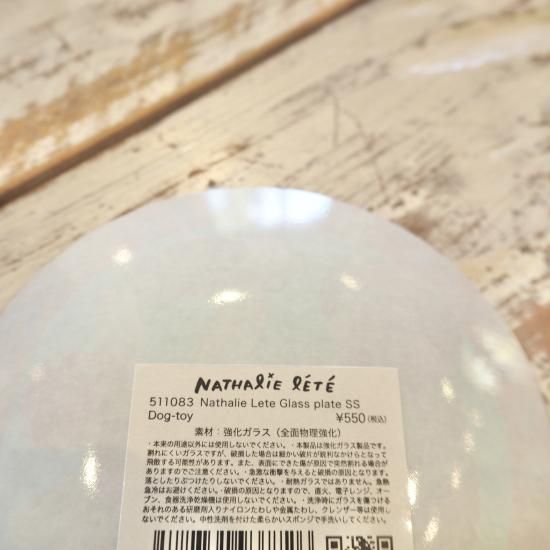 NATHALIE LÉTÉ
511083 Nathalie Lete Glass plate SS
Dog-toy ¥550(税込)
素材：強化ガラス（全面物理強化）
・本来の用途以外には使用しないでください。・本製品は強化ガラス製品です。
割れにくいガラスですが、破損した場合は細かい破片が鋭利なかけらとなって
飛散する可能性があります。また、表面にできた傷が原因で突然割れる場合が
ありますのでご注意ください。・急激な衝撃を与えると破損の原因となります。
落としたりぶつけたりしないでください。・耐熱ガラスではありません。急熱
急冷はお避けください。・破損の原因となりますので、直火、電子レンジ、オー
ブン、食器洗浄乾燥機は使用しないでください。・洗浄時にガラスを傷つける
おそれのある研磨剤入りナイロンたわしや金属たわし、クレンザー等は使用
しないでください。中性洗剤を付けた柔らかいスポンジで手洗いしてください。